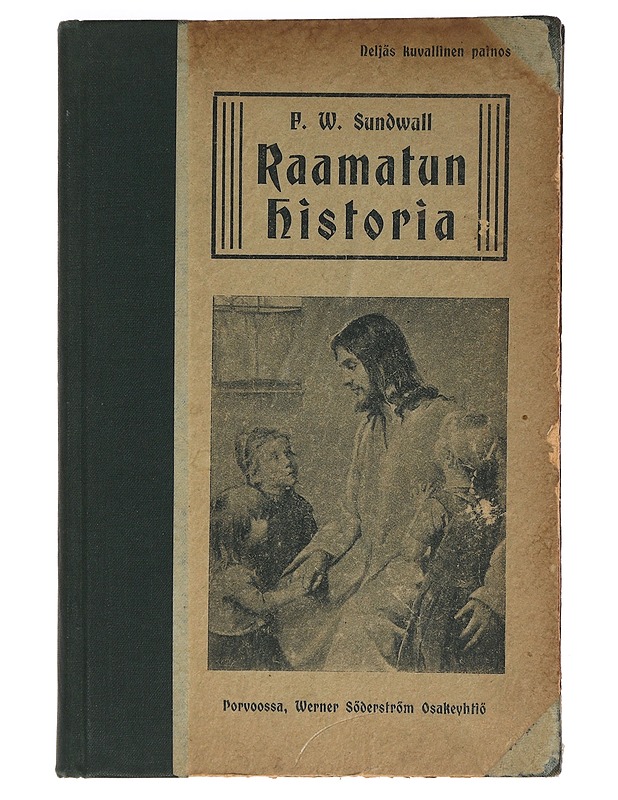 Neljäs kuvallinen painos
F. W. Sundwall
Raamatun
historia
Porvoossa, Werner Söderström Osakeyhtiö